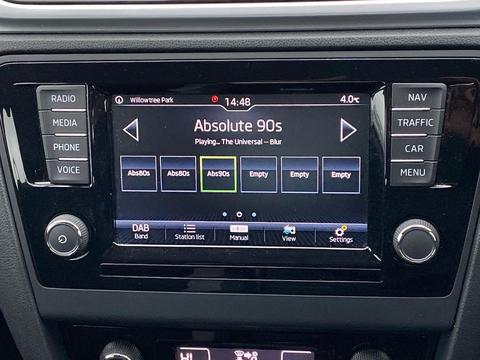 RADIO
MEDIA
PHONE
VOICE
Willowtree Park 14:48 4.0°C
Absolute 90s
Playing... The Universal -- Blur
Abs80s Abs80s Abs90s Empty Empty Empty
DAB
Band Station list Manual View Settings
NAV
TRAFFIC
CAR
MENU
HI